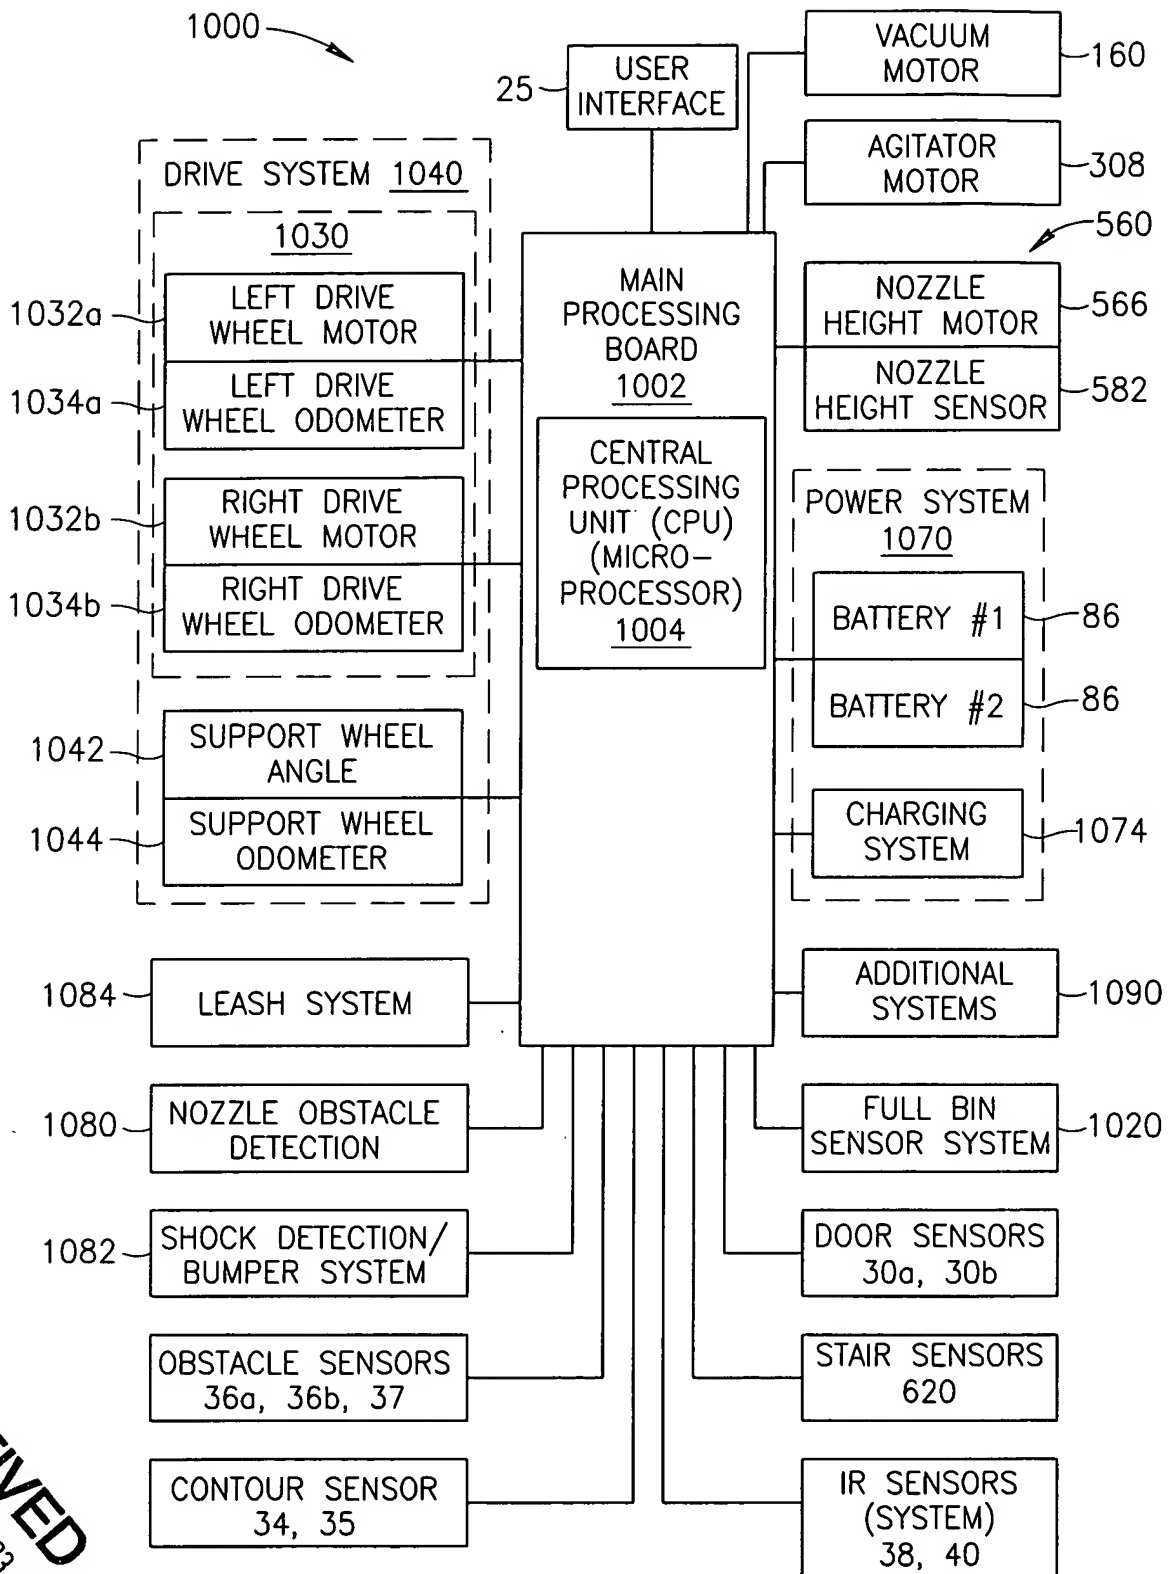 1000
25
USER
INTERFACE
VACUUM
MOTOR
160
AGITATOR
MOTOR
308
560
NOZZLE
HEIGHT MOTOR
566
NOZZLE
HEIGHT SENSOR
582
DRIVE SYSTEM 1040
1030
1032a
LEFT DRIVE
WHEEL MOTOR
1034a
LEFT DRIVE
WHEEL ODOMETER
1032b
RIGHT DRIVE
WHEEL MOTOR
1034b
RIGHT DRIVE
WHEEL ODOMETER
1042
SUPPORT WHEEL
ANGLE
1044
SUPPORT WHEEL
ODOMETER
MAIN
PROCESSING
BOARD
1002
CENTRAL
PROCESSING
UNIT (CPU)
(MICRO-
PROCESSOR)
1004
POWER SYSTEM
1070
BATTERY #1
86
BATTERY #2
86
CHARGING
SYSTEM
1074
1084
LEASH SYSTEM
ADDITIONAL
SYSTEMS
1090
1080
NOZZLE OBSTACLE
DETECTION
FULL BIN
SENSOR SYSTEM
1020
1082
SHOCK DETECTION/
BUMPER SYSTEM
DOOR SENSORS
30a, 30b
OBSTACLE SENSORS
36a, 36b, 37
STAIR SENSORS
620
CONTOUR SENSOR
34, 35
IR SENSORS
(SYSTEM)
38, 40